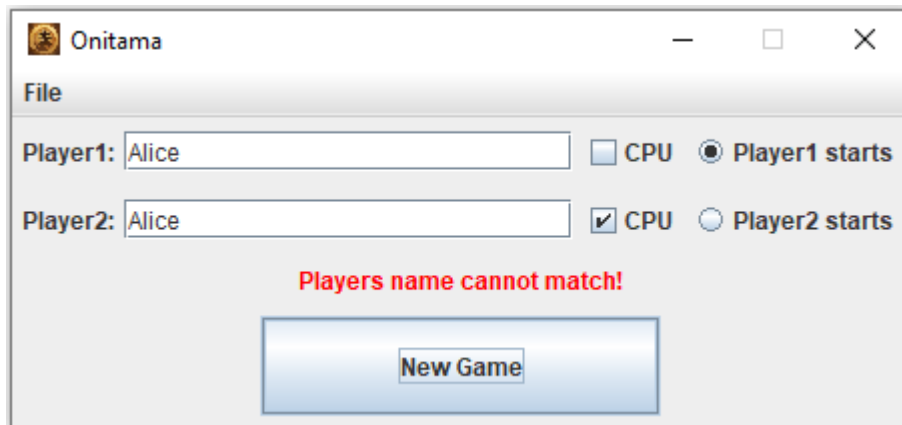 Onitama
File
Player1: Alice CPU Player1 starts
Player2: Alice CPU Player2 starts
Players name cannot match!
New Game